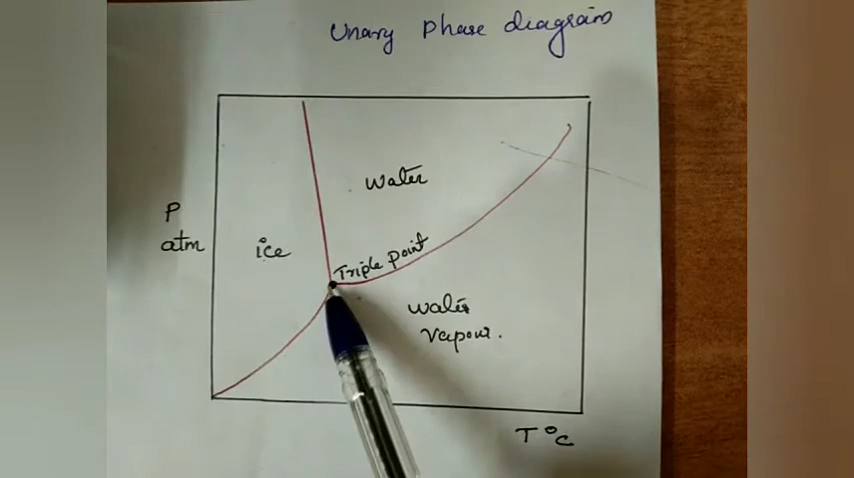 Unary Phase diagram
water
P
atm
ice
Triple point
water
vapour.
T°C